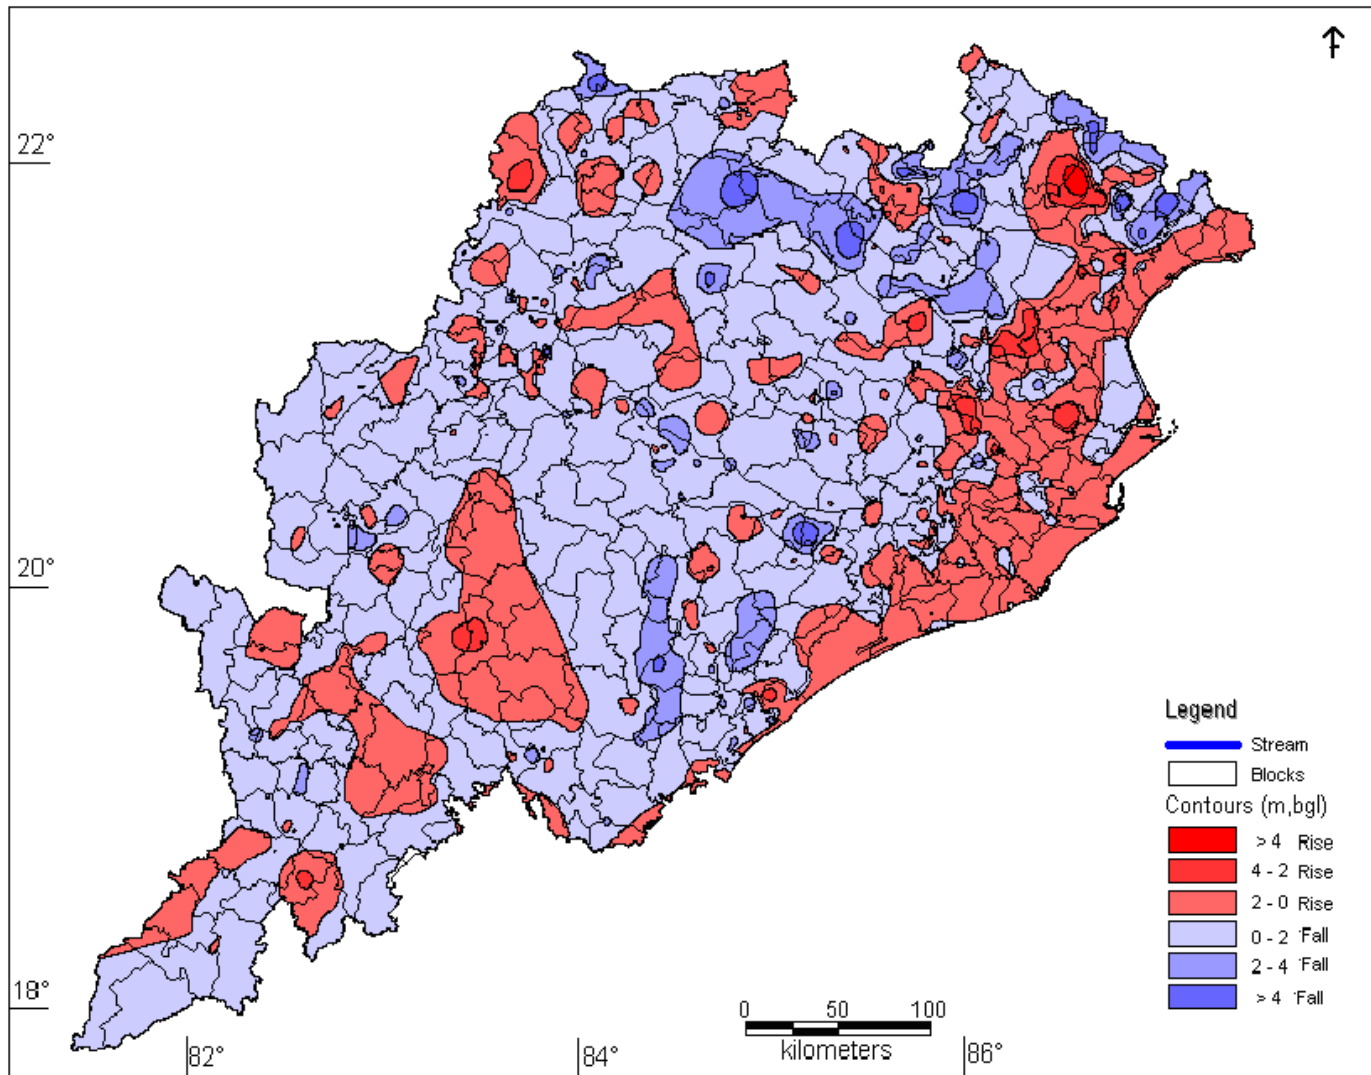 22°
20°
18°
82°
84°
86°
0 50 100
kilometers
Legend
Stream
Blocks
Contours (m,bgl)
> 4 Rise
4 - 2 Rise
2 - 0 Rise
0 - 2 Fall
2 - 4 Fall
> 4 Fall